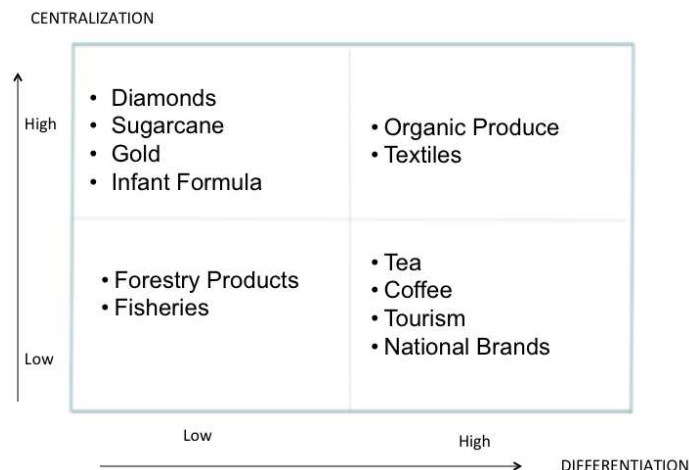 CENTRALIZATION
High
• Diamonds
• Sugarcane
• Gold
• Infant Formula
• Organic Produce
• Textiles
Low
• Forestry Products
• Fisheries
• Tea
• Coffee
• Tourism
• National Brands
Low
High
DIFFERENTIATION